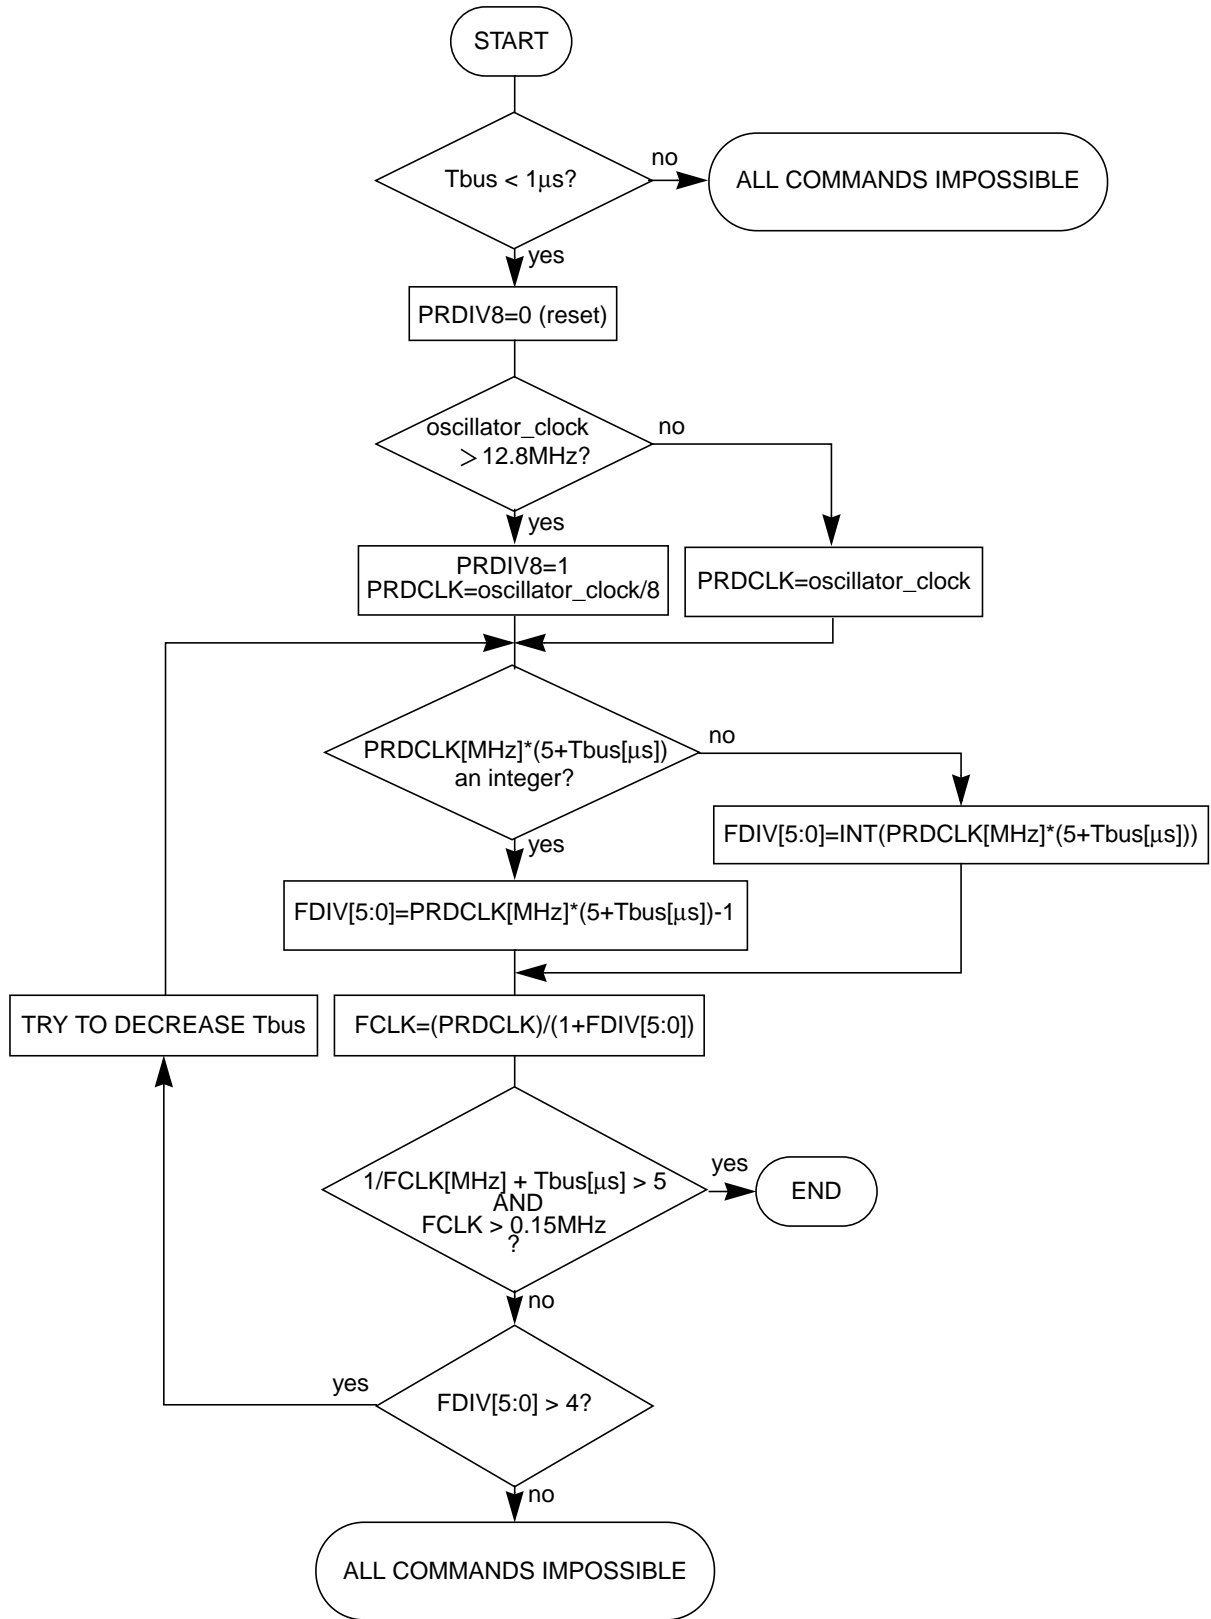 START
Tbus < 1μs?
no
ALL COMMANDS IMPOSSIBLE
yes
PRDIV8=0 (reset)
oscillator_clock
> 12.8MHz?
no
yes
PRDIV8=1
PRDCLK=oscillator_clock/8
PRDCLK=oscillator_clock
PRDCLK[MHz]*(5+Tbus[μs])
an integer?
no
yes
FDIV[5:0]=INT(PRDCLK[MHz]*(5+Tbus[μs]))
FDIV[5:0]=PRDCLK[MHz]*(5+Tbus[μs])-1
TRY TO DECREASE Tbus
FCLK=(PRDCLK)/(1+FDIV[5:0])
1/FCLK[MHz] + Tbus[μs] > 5
AND
FCLK > 0.15MHz
?
yes
END
no
yes
FDIV[5:0] > 4?
no
ALL COMMANDS IMPOSSIBLE